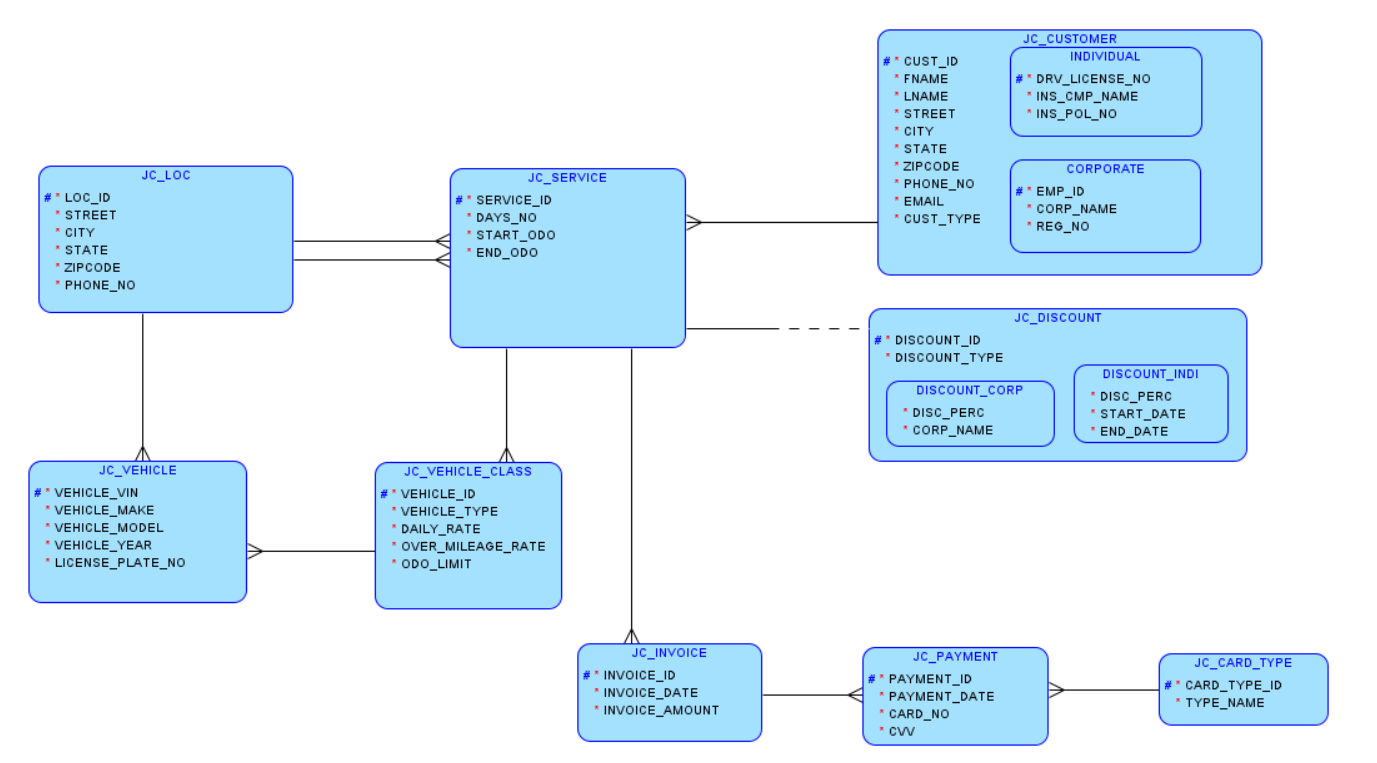 JC_CUSTOMER
# * CUST_ID
* FNAME
* LNAME
* STREET
* CITY
* STATE
* ZIPCODE
* PHONE_NO
* EMAIL
* CUST_TYPE
INDIVIDUAL
# * DRV_LICENSE_NO
* INS_CMP_NAME
* INS_POL_NO
CORPORATE
# * EMP_ID
* CORP_NAME
* REG_NO
JC_LOC
# * LOC_ID
* STREET
* CITY
* STATE
* ZIPCODE
* PHONE_NO
JC_SERVICE
# * SERVICE_ID
* DAYS_NO
* START_ODO
* END_ODO
JC_DISCOUNT
# * DISCOUNT_ID
* DISCOUNT_TYPE
DISCOUNT_CORP
* DISC_PERC
* CORP_NAME
DISCOUNT_INDI
* DISC_PERC
* START_DATE
* END_DATE
JC_VEHICLE
# * VEHICLE_VIN
* VEHICLE_MAKE
* VEHICLE_MODEL
* VEHICLE_YEAR
* LICENSE_PLATE_NO
JC_VEHICLE_CLASS
# * VEHICLE_ID
* VEHICLE_TYPE
* DAILY_RATE
* OVER_MILEAGE_RATE
* ODO_LIMIT
JC_INVOICE
# * INVOICE_ID
* INVOICE_DATE
* INVOICE_AMOUNT
JC_PAYMENT
# * PAYMENT_ID
* PAYMENT_DATE
* CARD_NO
* CVV
JC_CARD_TYPE
# * CARD_TYPE_ID
* TYPE_NAME